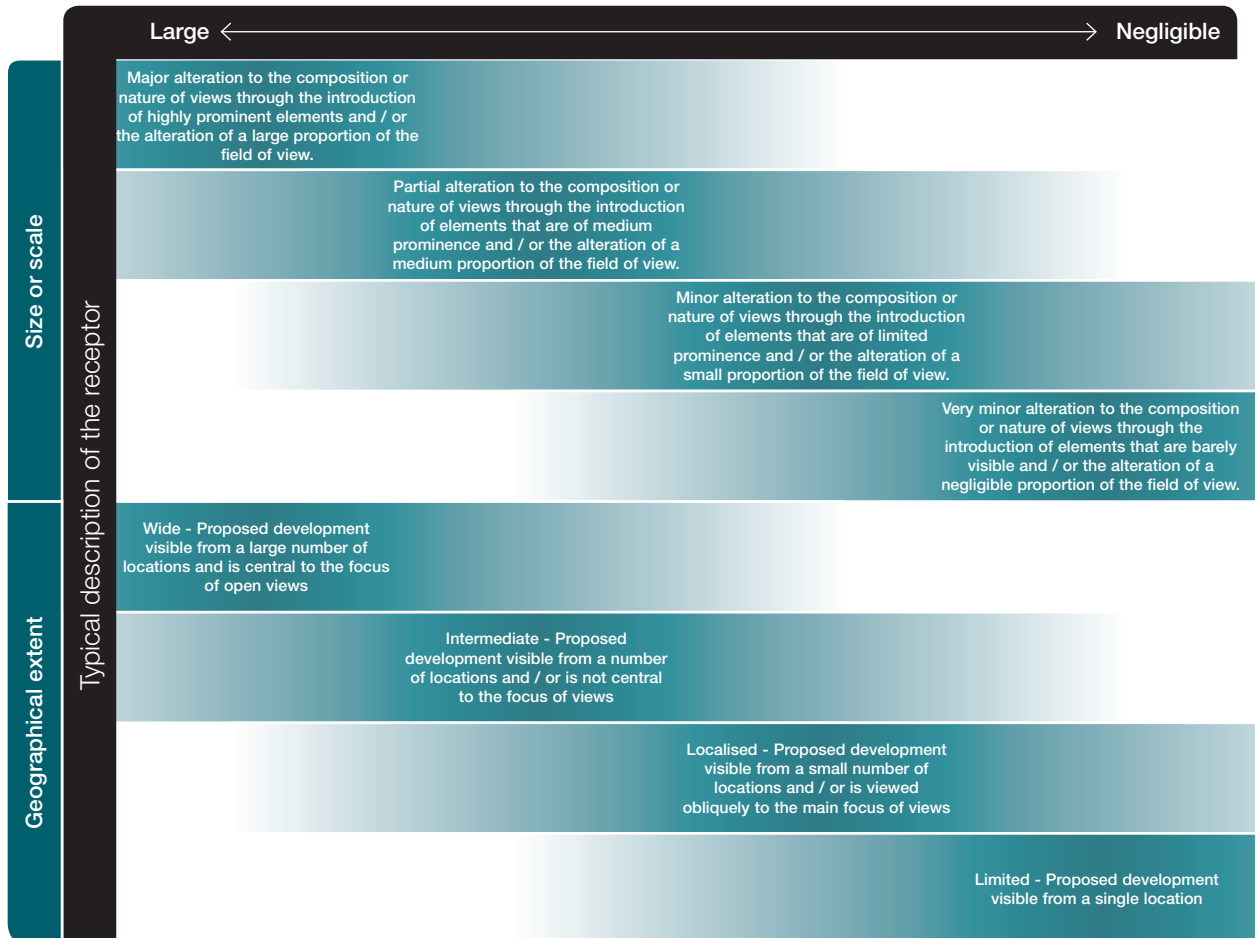 Large
Negligible
Size or scale
Typical description of the receptor
Major alteration to the composition or
nature of views through the introduction
of highly prominent elements and / or
the alteration of a large proportion of the
field of view.
Partial alteration to the composition or
nature of views through the introduction
of elements that are of medium
prominence and / or the alteration of a
medium proportion of the field of view.
Minor alteration to the composition or
nature of views through the introduction
of elements that are of limited
prominence and / or the alteration of a
small proportion of the field of view.
Very minor alteration to the composition
or nature of views through the
introduction of elements that are barely
visible and / or the alteration of a
negligible proportion of the field of view.
Geographical extent
Wide - Proposed development
visible from a large number of
locations and is central to the focus
of open views
Intermediate - Proposed
development visible from a number
of locations and / or is not central
to the focus of views
Localised - Proposed development
visible from a small number of
locations and / or is viewed
obliquely to the main focus of views
Limited - Proposed development
visible from a single location